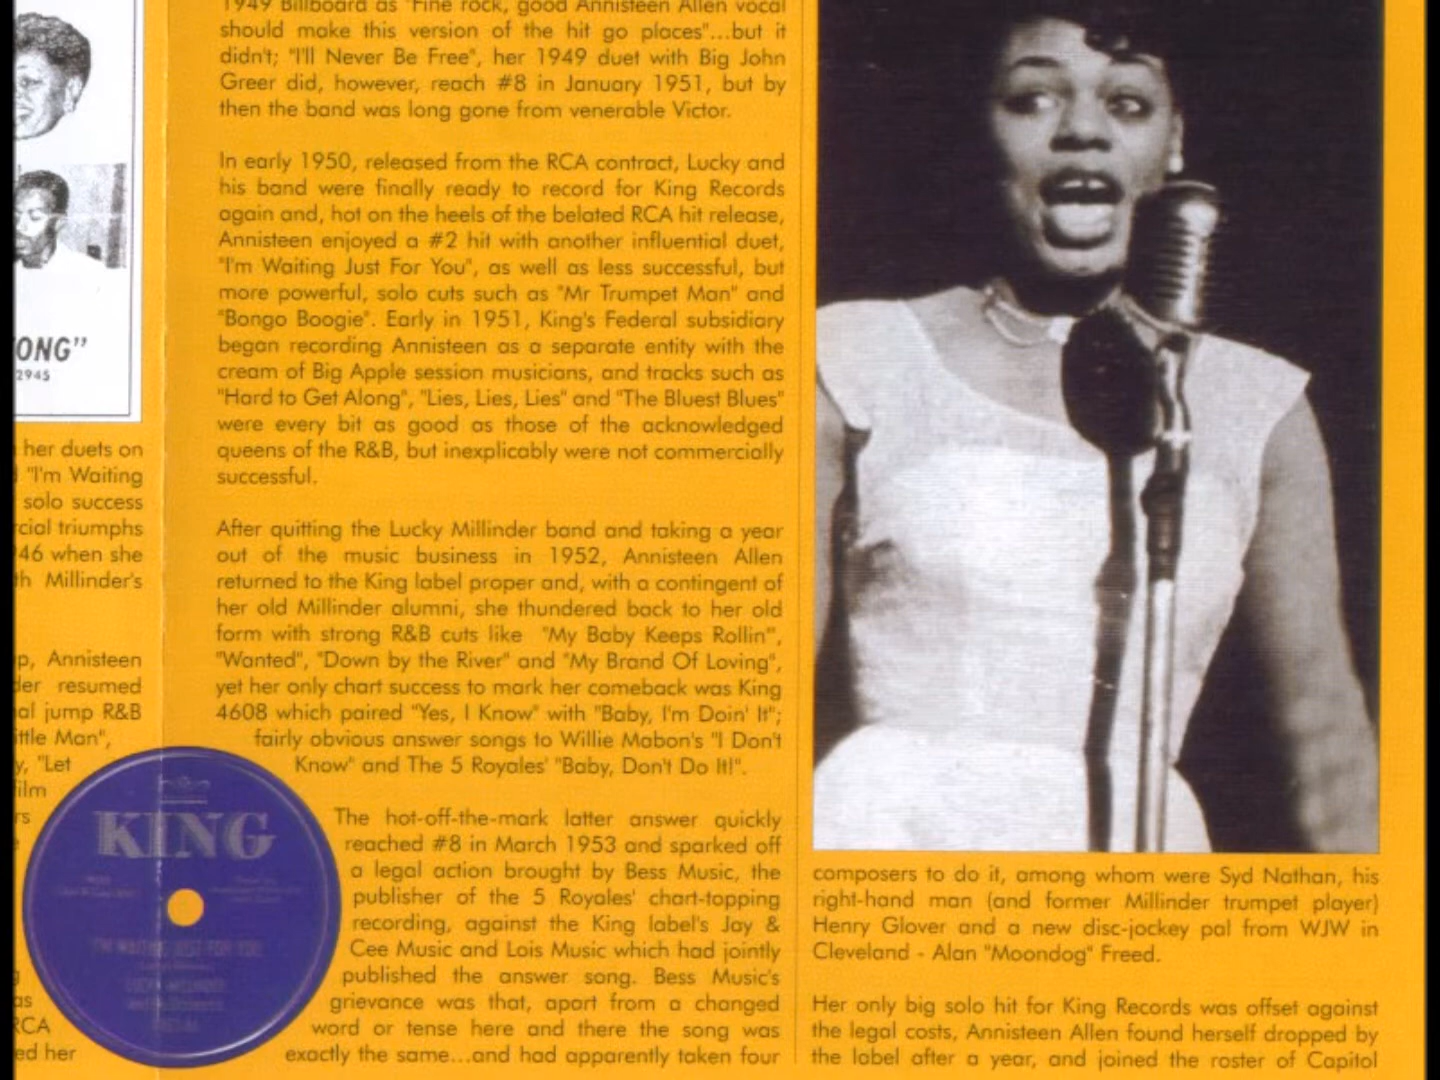 ONG"
2945
her duets on
"I'm Waiting
solo success
cial triumphs
46 when she
th Millinder's
p, Annisteen
der resumed
al jump R&B
ittle Man",
y, "Let
film
rs
as
RCA
ed her
KING
I'M WAITING JUST FOR YOU
LUCKY MILLINDER
1949 Billboard as "Fine rock, good Annisteen Allen vocal
should make this version of the hit go places"...but it
didn't; "I'll Never Be Free", her 1949 duet with Big John
Greer did, however, reach #8 in January 1951, but by
then the band was long gone from venerable Victor.
In early 1950, released from the RCA contract, Lucky and
his band were finally ready to record for King Records
again and, hot on the heels of the belated RCA hit release,
Annisteen enjoyed a #2 hit with another influential duet,
"I'm Waiting Just For You", as well as less successful, but
more powerful, solo cuts such as "Mr Trumpet Man" and
"Bongo Boogie". Early in 1951, King's Federal subsidiary
began recording Annisteen as a separate entity with the
cream of Big Apple session musicians, and tracks such as
"Hard to Get Along", "Lies, Lies, Lies" and "The Bluest Blues"
were every bit as good as those of the acknowledged
queens of the R&B, but inexplicably were not commercially
successful.
After quitting the Lucky Millinder band and taking a year
out of the music business in 1952, Annisteen Allen
returned to the King label proper and, with a contingent of
her old Millinder alumni, she thundered back to her old
form with strong R&B cuts like "My Baby Keeps Rollin",
"Wanted", "Down by the River" and "My Brand Of Loving",
yet her only chart success to mark her comeback was King
4608 which paired "Yes, I Know" with "Baby, I'm Doin' It";
fairly obvious answer songs to Willie Mabon's "I Don't
Know" and The 5 Royales' "Baby, Don't Do It!".
The hot-off-the-mark latter answer quickly
reached #8 in March 1953 and sparked off
a legal action brought by Bess Music, the
publisher of the 5 Royales' chart-topping
recording, against the King label's Jay &
Cee Music and Lois Music which had jointly
published the answer song. Bess Music's
grievance was that, apart from a changed
word or tense here and there the song was
exactly the same...and had apparently taken four
composers to do it, among whom were Syd Nathan, his
right-hand man (and former Millinder trumpet player)
Henry Glover and a new disc-jockey pal from WJW in
Cleveland - Alan "Moondog" Freed.
Her only big solo hit for King Records was offset against
the legal costs, Annisteen Allen found herself dropped by
the label after a year, and joined the roster of Capitol